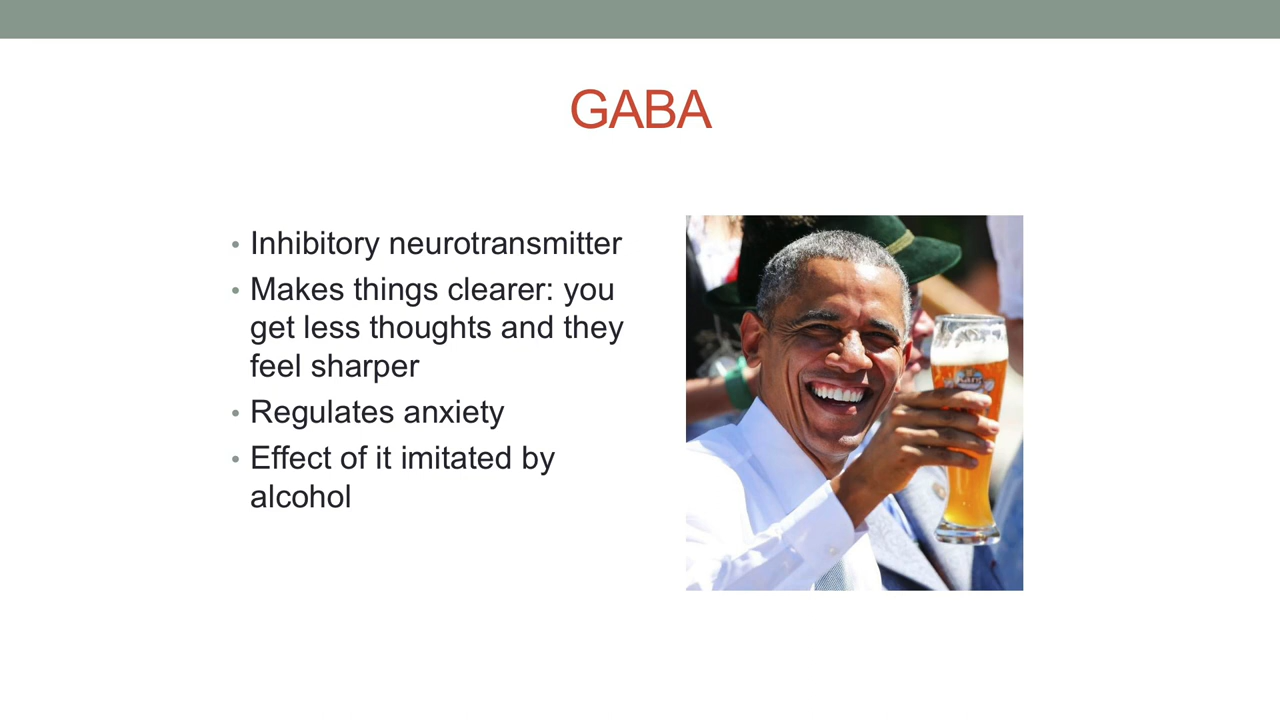 GABA
• Inhibitory neurotransmitter
• Makes things clearer: you
get less thoughts and they
feel sharper
• Regulates anxiety
• Effect of it imitated by
alcohol